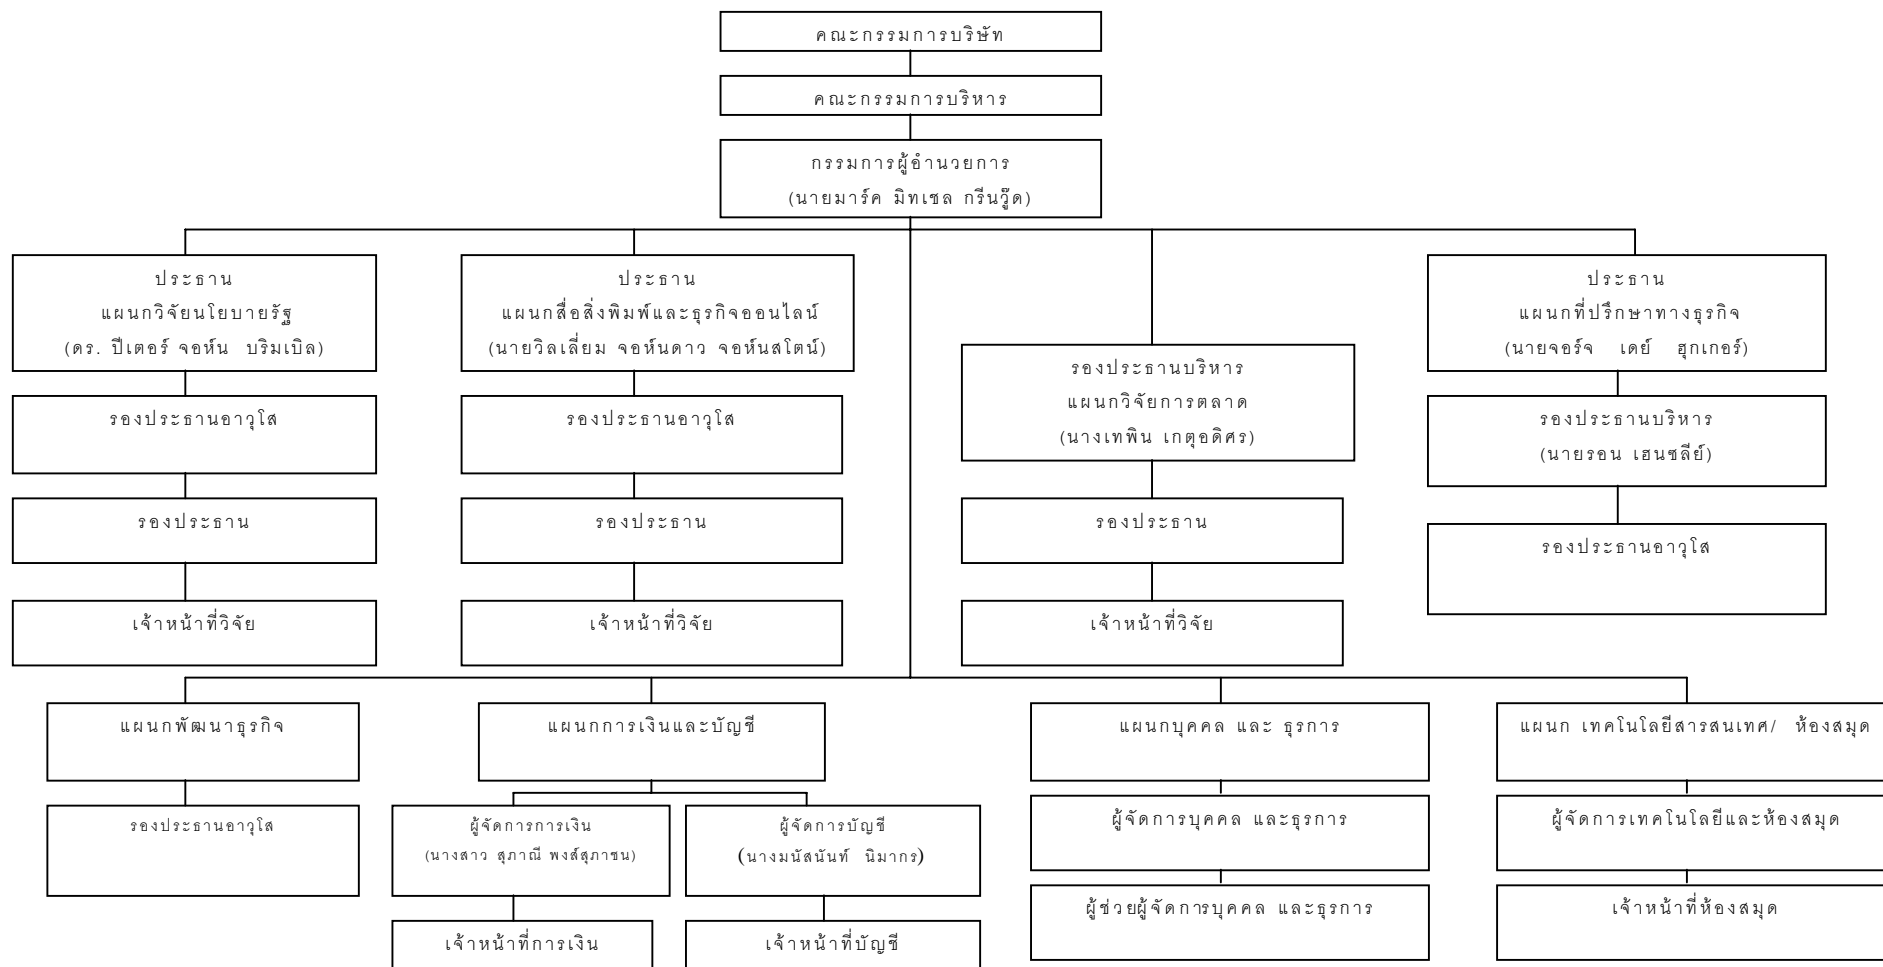 คณะกรรมการบริษัท
คณะกรรมการบริหาร
กรรมการผู้อำนวยการ
(นายมาร์ค มิทเชล กรีนวู๊ด)
ประธาน
แผนกวิจัยนโยบายรัฐ
(ดร. ปีเตอร์ จอห์น บริมเบิล)
ประธาน
แผนกสื่อสิ่งพิมพ์และธุรกิจออนไลน์
(นายวิลเลี่ยม จอห์นดาว จอห์นสโตน์)
รองประธานบริหาร
แผนกวิจัยการตลาด
(นางเทพิน เกตุอดิศร)
ประธาน
แผนกที่ปรึกษาทางธุรกิจ
(นายจอร์จ เดย์ ฮุกเกอร์)
รองประธานอาวุโส
รองประธานอาวุโส
รองประธานบริหาร
(นายรอน เฮนซลีย์)
รองประธาน
รองประธาน
รองประธาน
รองประธานอาวุโส
เจ้าหน้าที่วิจัย
เจ้าหน้าที่วิจัย
เจ้าหน้าที่วิจัย
แผนกพัฒนาธุรกิจ
แผนกการเงินและบัญชี
แผนกบุคคล และ ธุรการ
แผนก เทคโนโลยีสารสนเทศ/ ห้องสมุด
รองประธานอาวุโส
ผู้จัดการการเงิน
(นางสาว สุภาณี พงส์สุภาชน)
ผู้จัดการบัญชี
(นางมนัสนันท์ นิมากร)
ผู้จัดการบุคคล และธุรการ
ผู้จัดการเทคโนโลยีและห้องสมุด
เจ้าหน้าที่การเงิน
เจ้าหน้าที่บัญชี
ผู้ช่วยผู้จัดการบุคคล และธุรการ
เจ้าหน้าที่ห้องสมุด